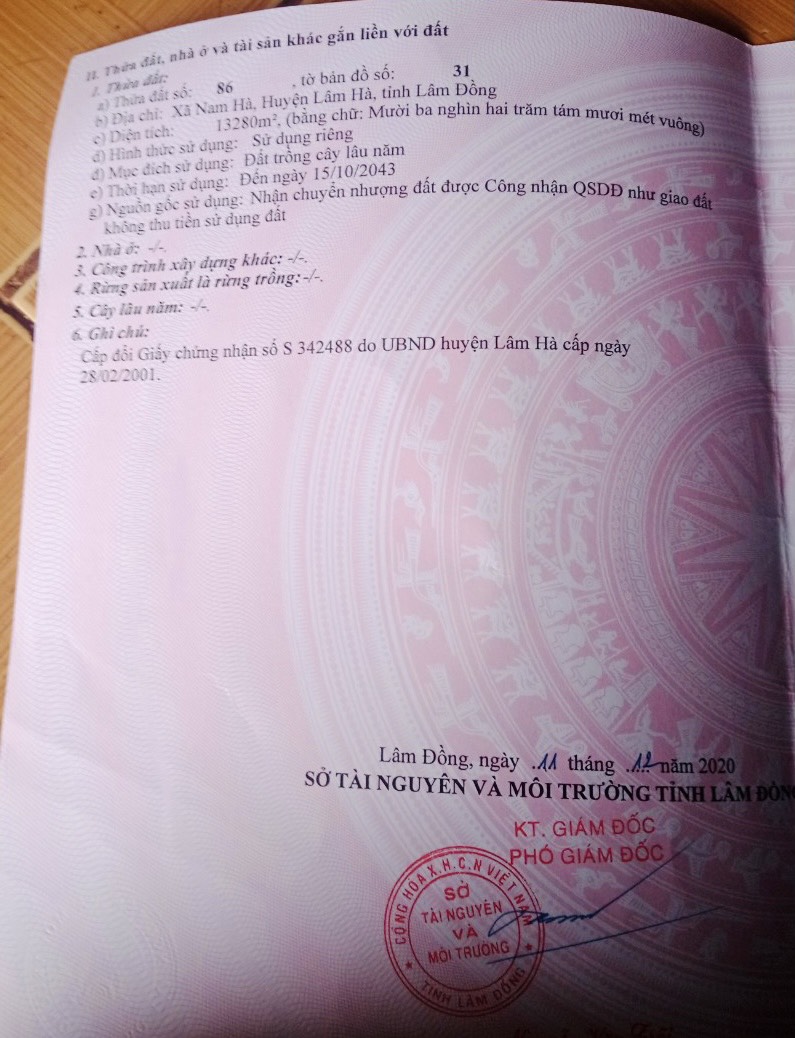 II. Thửa đất, nhà ở và tài sản khác gắn liền với đất
1. Thửa đất:
a) Thửa đất số: 86 , tờ bản đồ số: 31
b) Địa chỉ: Xã Nam Hà, Huyện Lâm Hà, tỉnh Lâm Đồng
c) Diện tích: 13280m², (bằng chữ: Mười ba nghìn hai trăm tám mươi mét vuông)
d) Hình thức sử dụng: Sử dụng riêng
đ) Mục đích sử dụng: Đất trồng cây lâu năm
e) Thời hạn sử dụng: Đến ngày 15/10/2043
g) Nguồn gốc sử dụng: Nhận chuyển nhượng đất được Công nhận QSDĐ như giao đất
không thu tiền sử dụng đất
2. Nhà ở: -/-.
3. Công trình xây dựng khác: -/-.
4. Rừng sản xuất là rừng trồng: -/-.
5. Cây lâu năm: -/-.
6. Ghi chú:
Cấp đổi Giấy chứng nhận số S 342488 do UBND huyện Lâm Hà cấp ngày
28/02/2001.
Lâm Đồng, ngày .11 tháng .12 năm 2020
SỞ TÀI NGUYÊN VÀ MÔI TRƯỜNG TỈNH LÂM ĐỒNG
KT. GIÁM ĐỐC
PHÓ GIÁM ĐỐC
CỘNG HÒA X.H.C.N VIỆT NAM
SỞ
TÀI NGUYÊN
VÀ
MÔI TRƯỜNG
TỈNH LÂM ĐỒNG